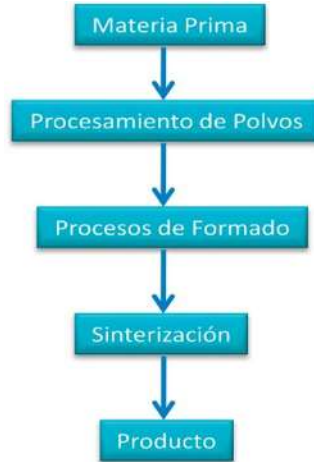 Materia Prima
Procesamiento de Polvos
Procesos de Formado
Sinterización
Producto